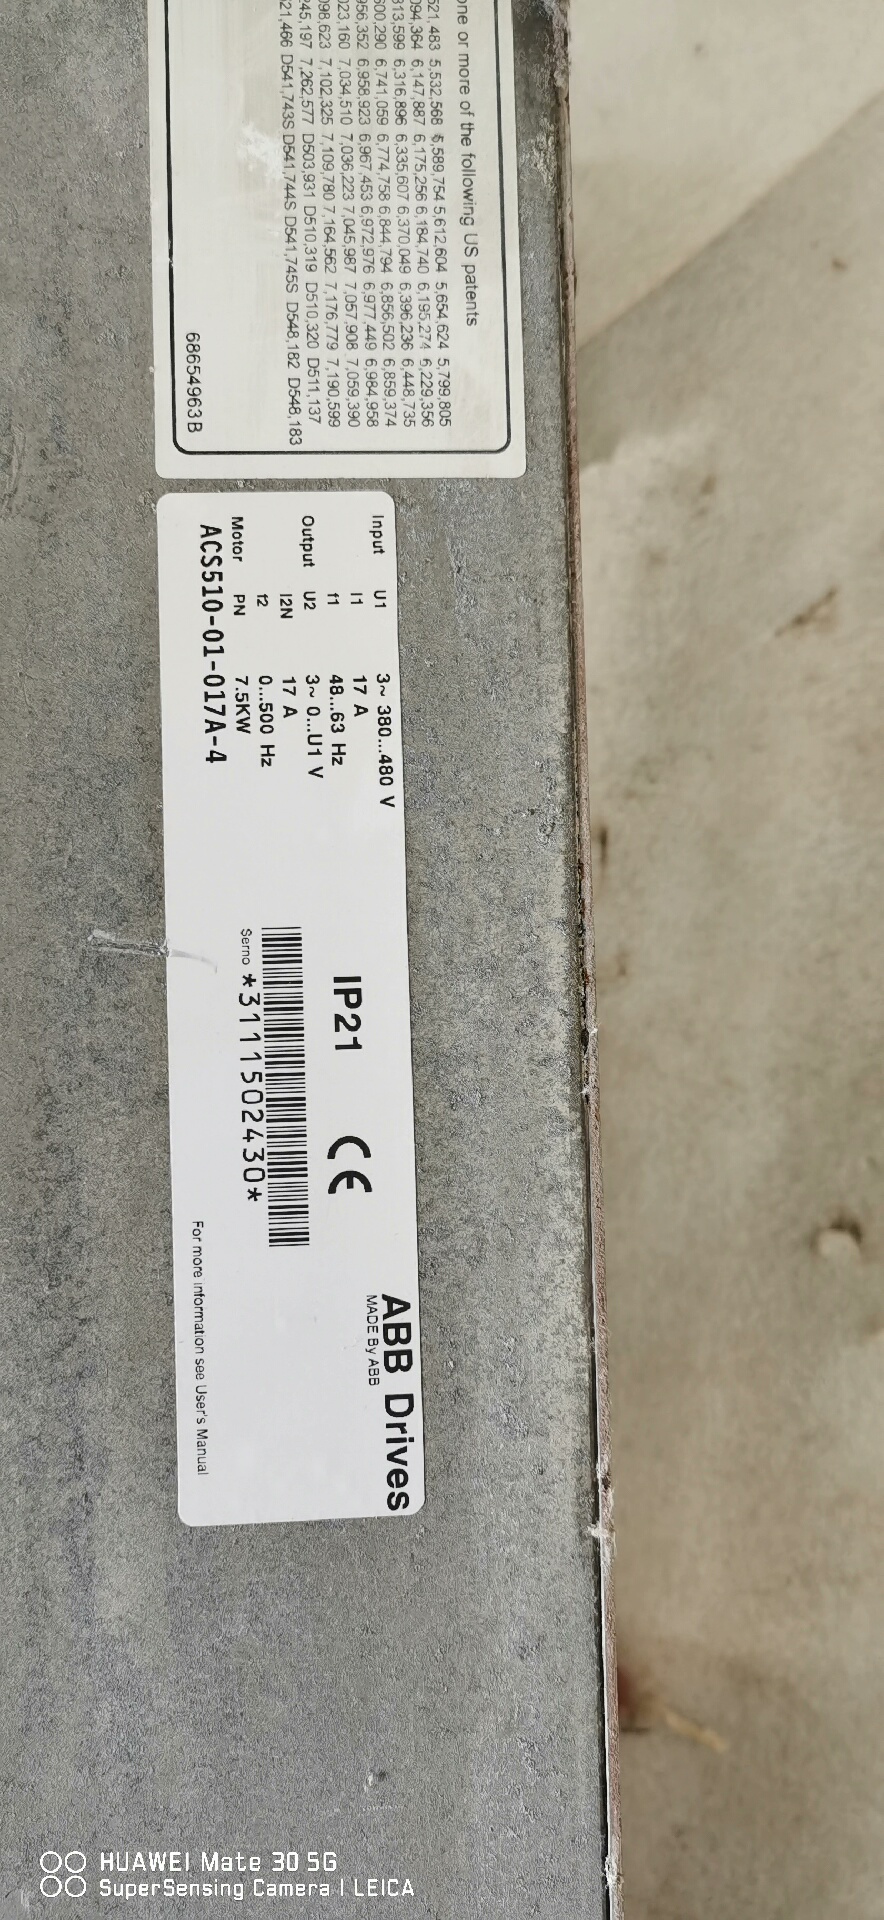 one or more of the following US patents
521,483 5,532,568 5,589,754 5,612,604 5,654,624 5,799,805
094,364 6,147,887 6,175,256 6,184,740 6,195,274 6,229,356
313,599 6,316,896 6,335,607 6,370,049 6,396,236 6,448,735
600,290 6,741,059 6,774,758 6,844,794 6,856,502 6,859,374
956,352 6,958,923 6,967,453 6,972,976 6,977,449 6,984,958
023,160 7,034,510 7,036,223 7,045,987 7,057,908 7,059,390
098,623 7,102,325 7,109,780 7,164,562 7,176,779 7,190,599
245,197 7,262,577 D503,931 D510,319 D510,320 D511,137
21,466 D541,743S D541,744S D541,745S D548,182 D548,183
68654963B
Input U1 3~ 380...480 V
I1 17 A
f1 48...63 Hz
Output U2 3~ 0...U1 V
I2N 17 A
f2 0...500 Hz
Motor PN 7.5KW
ACS510-01-017A-4
IP21
CE
Serno *3111502430*
ABB Drives
MADE By ABB
For more information see User's Manual
HUAWEI Mate 30 5G
SuperSensing Camera | LEICA